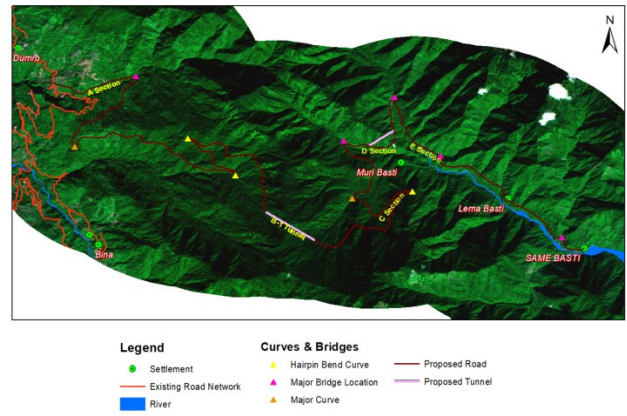 N
Dumro
A Section
D Section
E Section
Muri Basti
C Section
Lema Basti
B-1 Tunnel
Bina
SAME BASTI
Legend
Settlement
Existing Road Network
River
Curves & Bridges
Hairpin Bend Curve
Major Bridge Location
Major Curve
Proposed Road
Proposed Tunnel